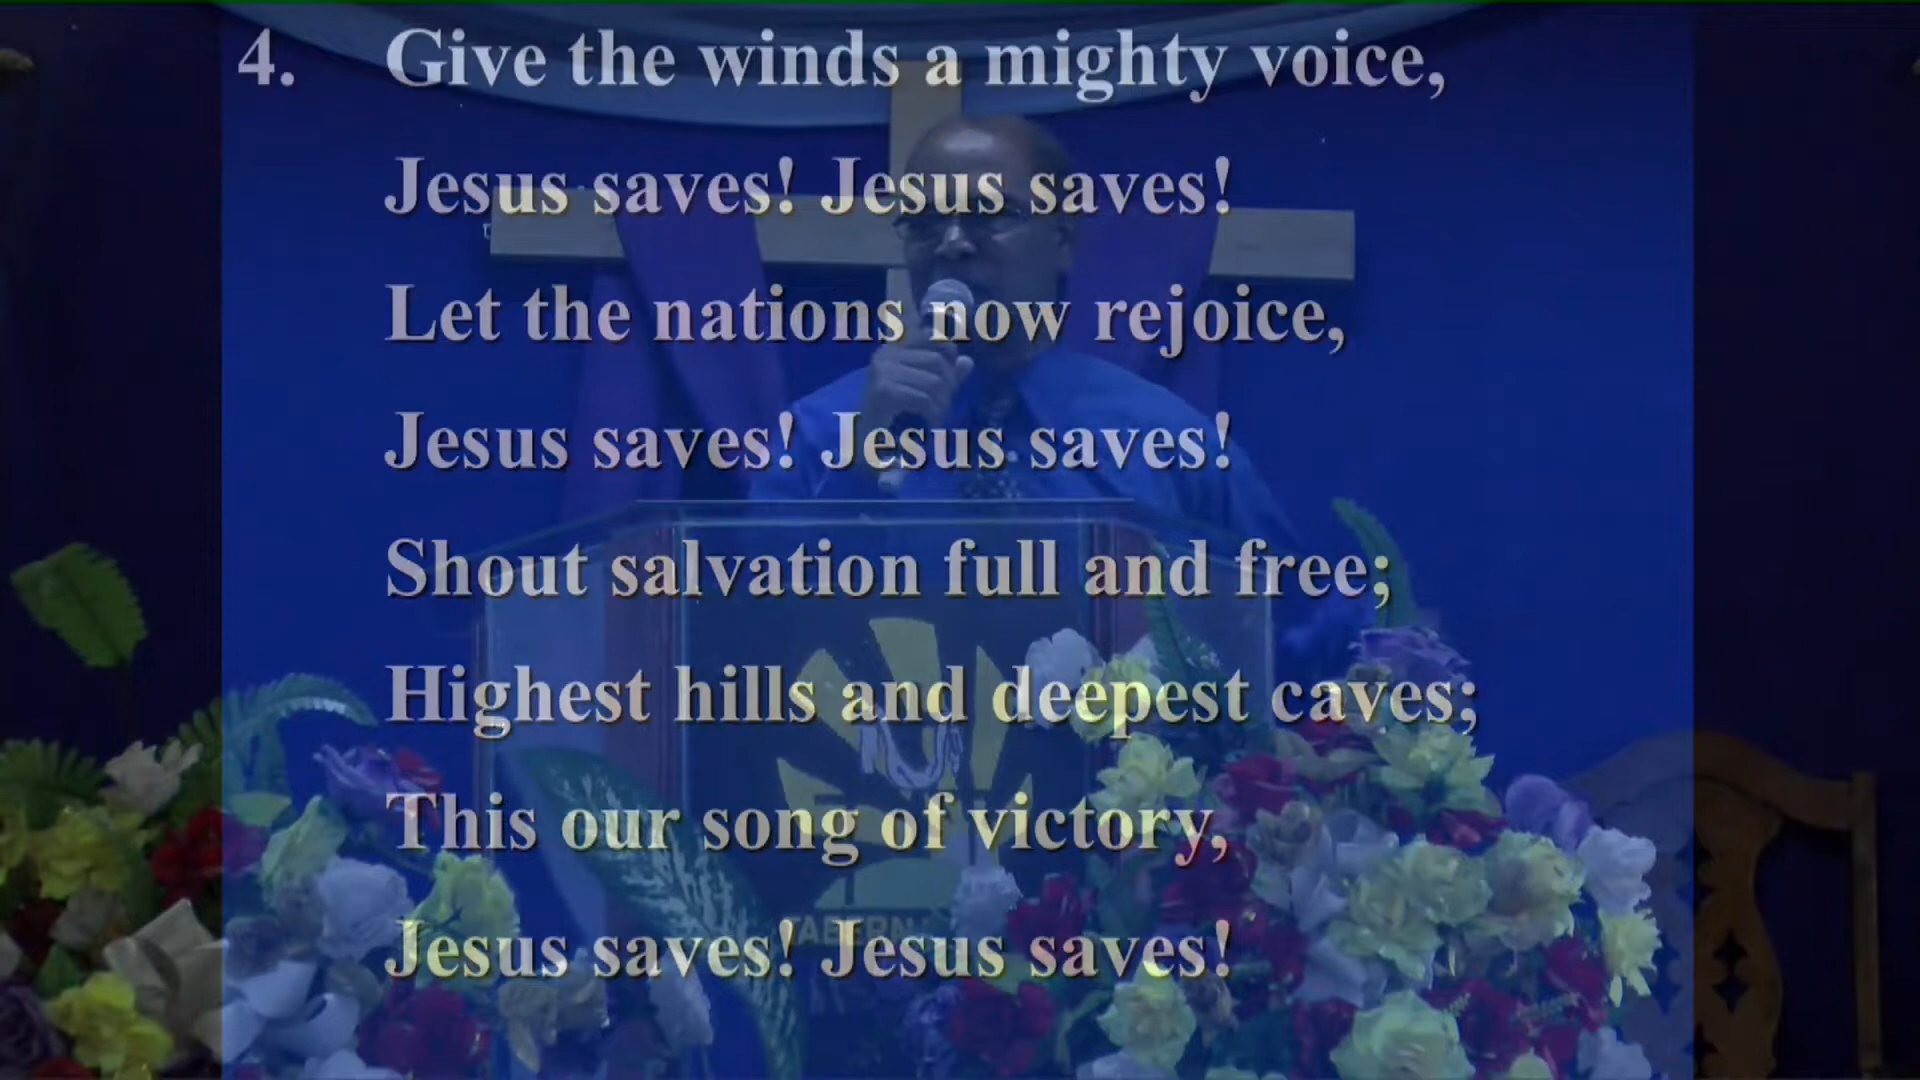 4. Give the winds a mighty voice,
Jesus saves! Jesus saves!
Let the nations now rejoice,
Jesus saves! Jesus saves!
Shout salvation full and free;
Highest hills and deepest caves;
This our song of victory,
Jesus saves! Jesus saves!